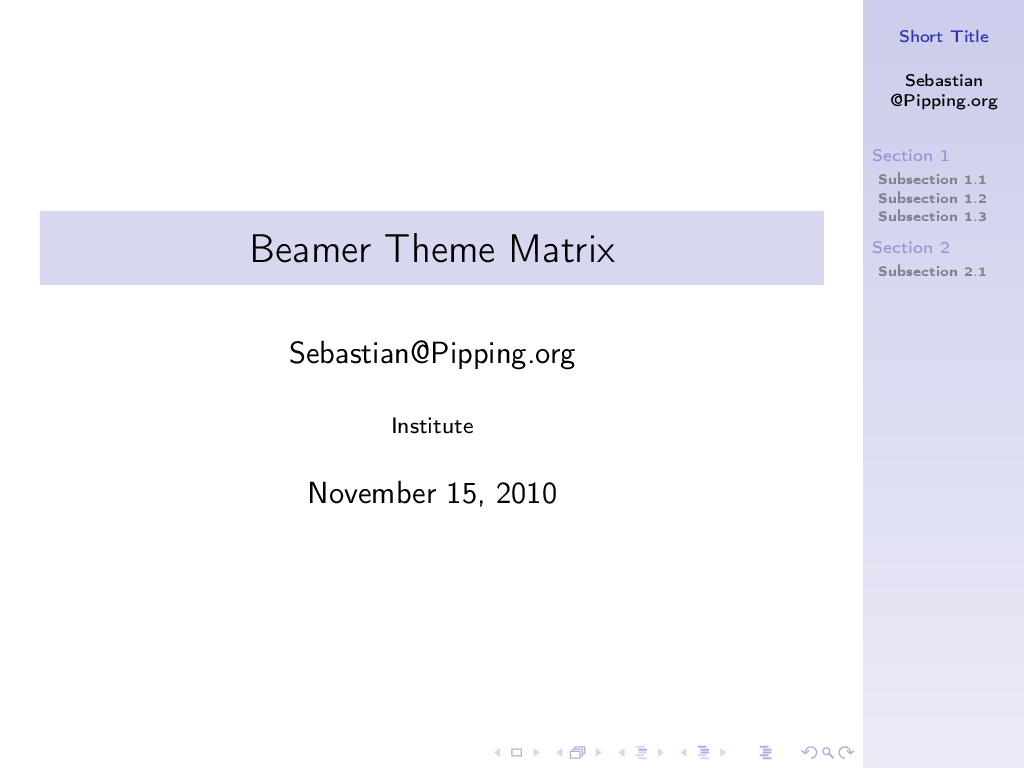 Beamer Theme Matrix
Sebastian@Pipping.org
Institute
November 15, 2010
Short Title
Sebastian
@Pipping.org
Section 1
Subsection 1.1
Subsection 1.2
Subsection 1.3
Section 2
Subsection 2.1